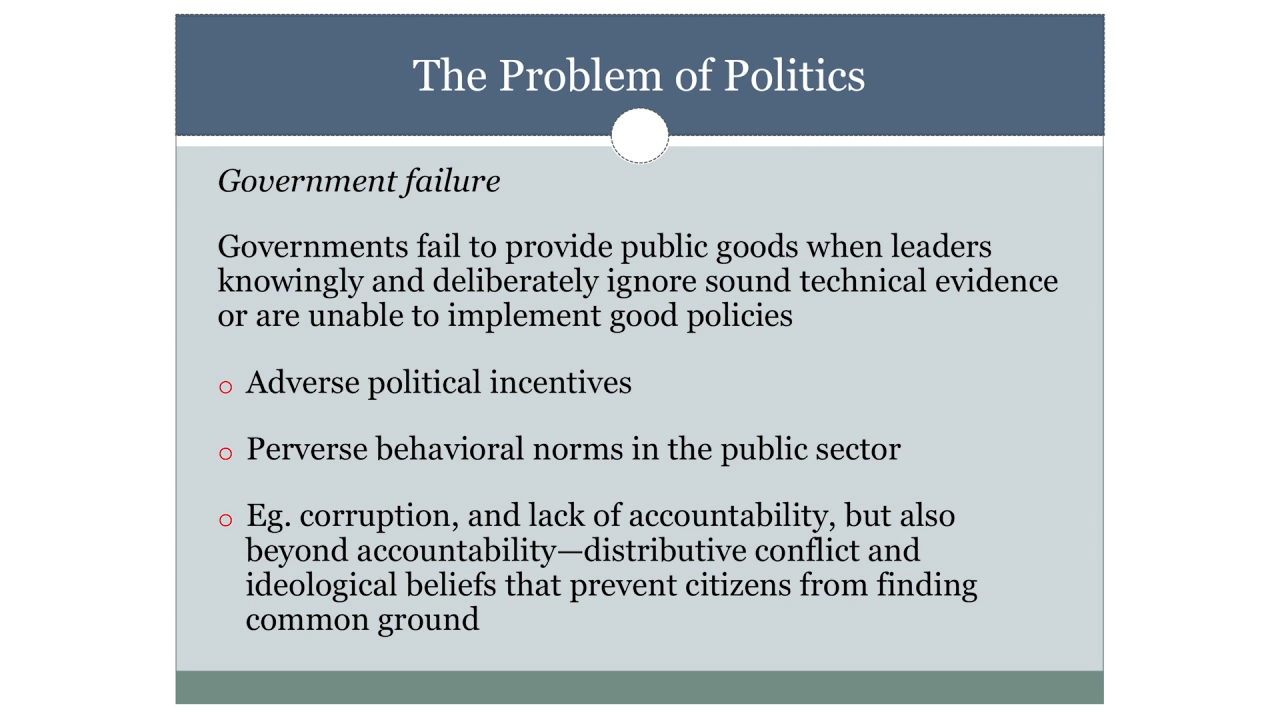 The Problem of Politics
Government failure
Governments fail to provide public goods when leaders
knowingly and deliberately ignore sound technical evidence
or are unable to implement good policies
Adverse political incentives
Perverse behavioral norms in the public sector
Eg. corruption, and lack of accountability, but also
beyond accountability—distributive conflict and
ideological beliefs that prevent citizens from finding
common ground